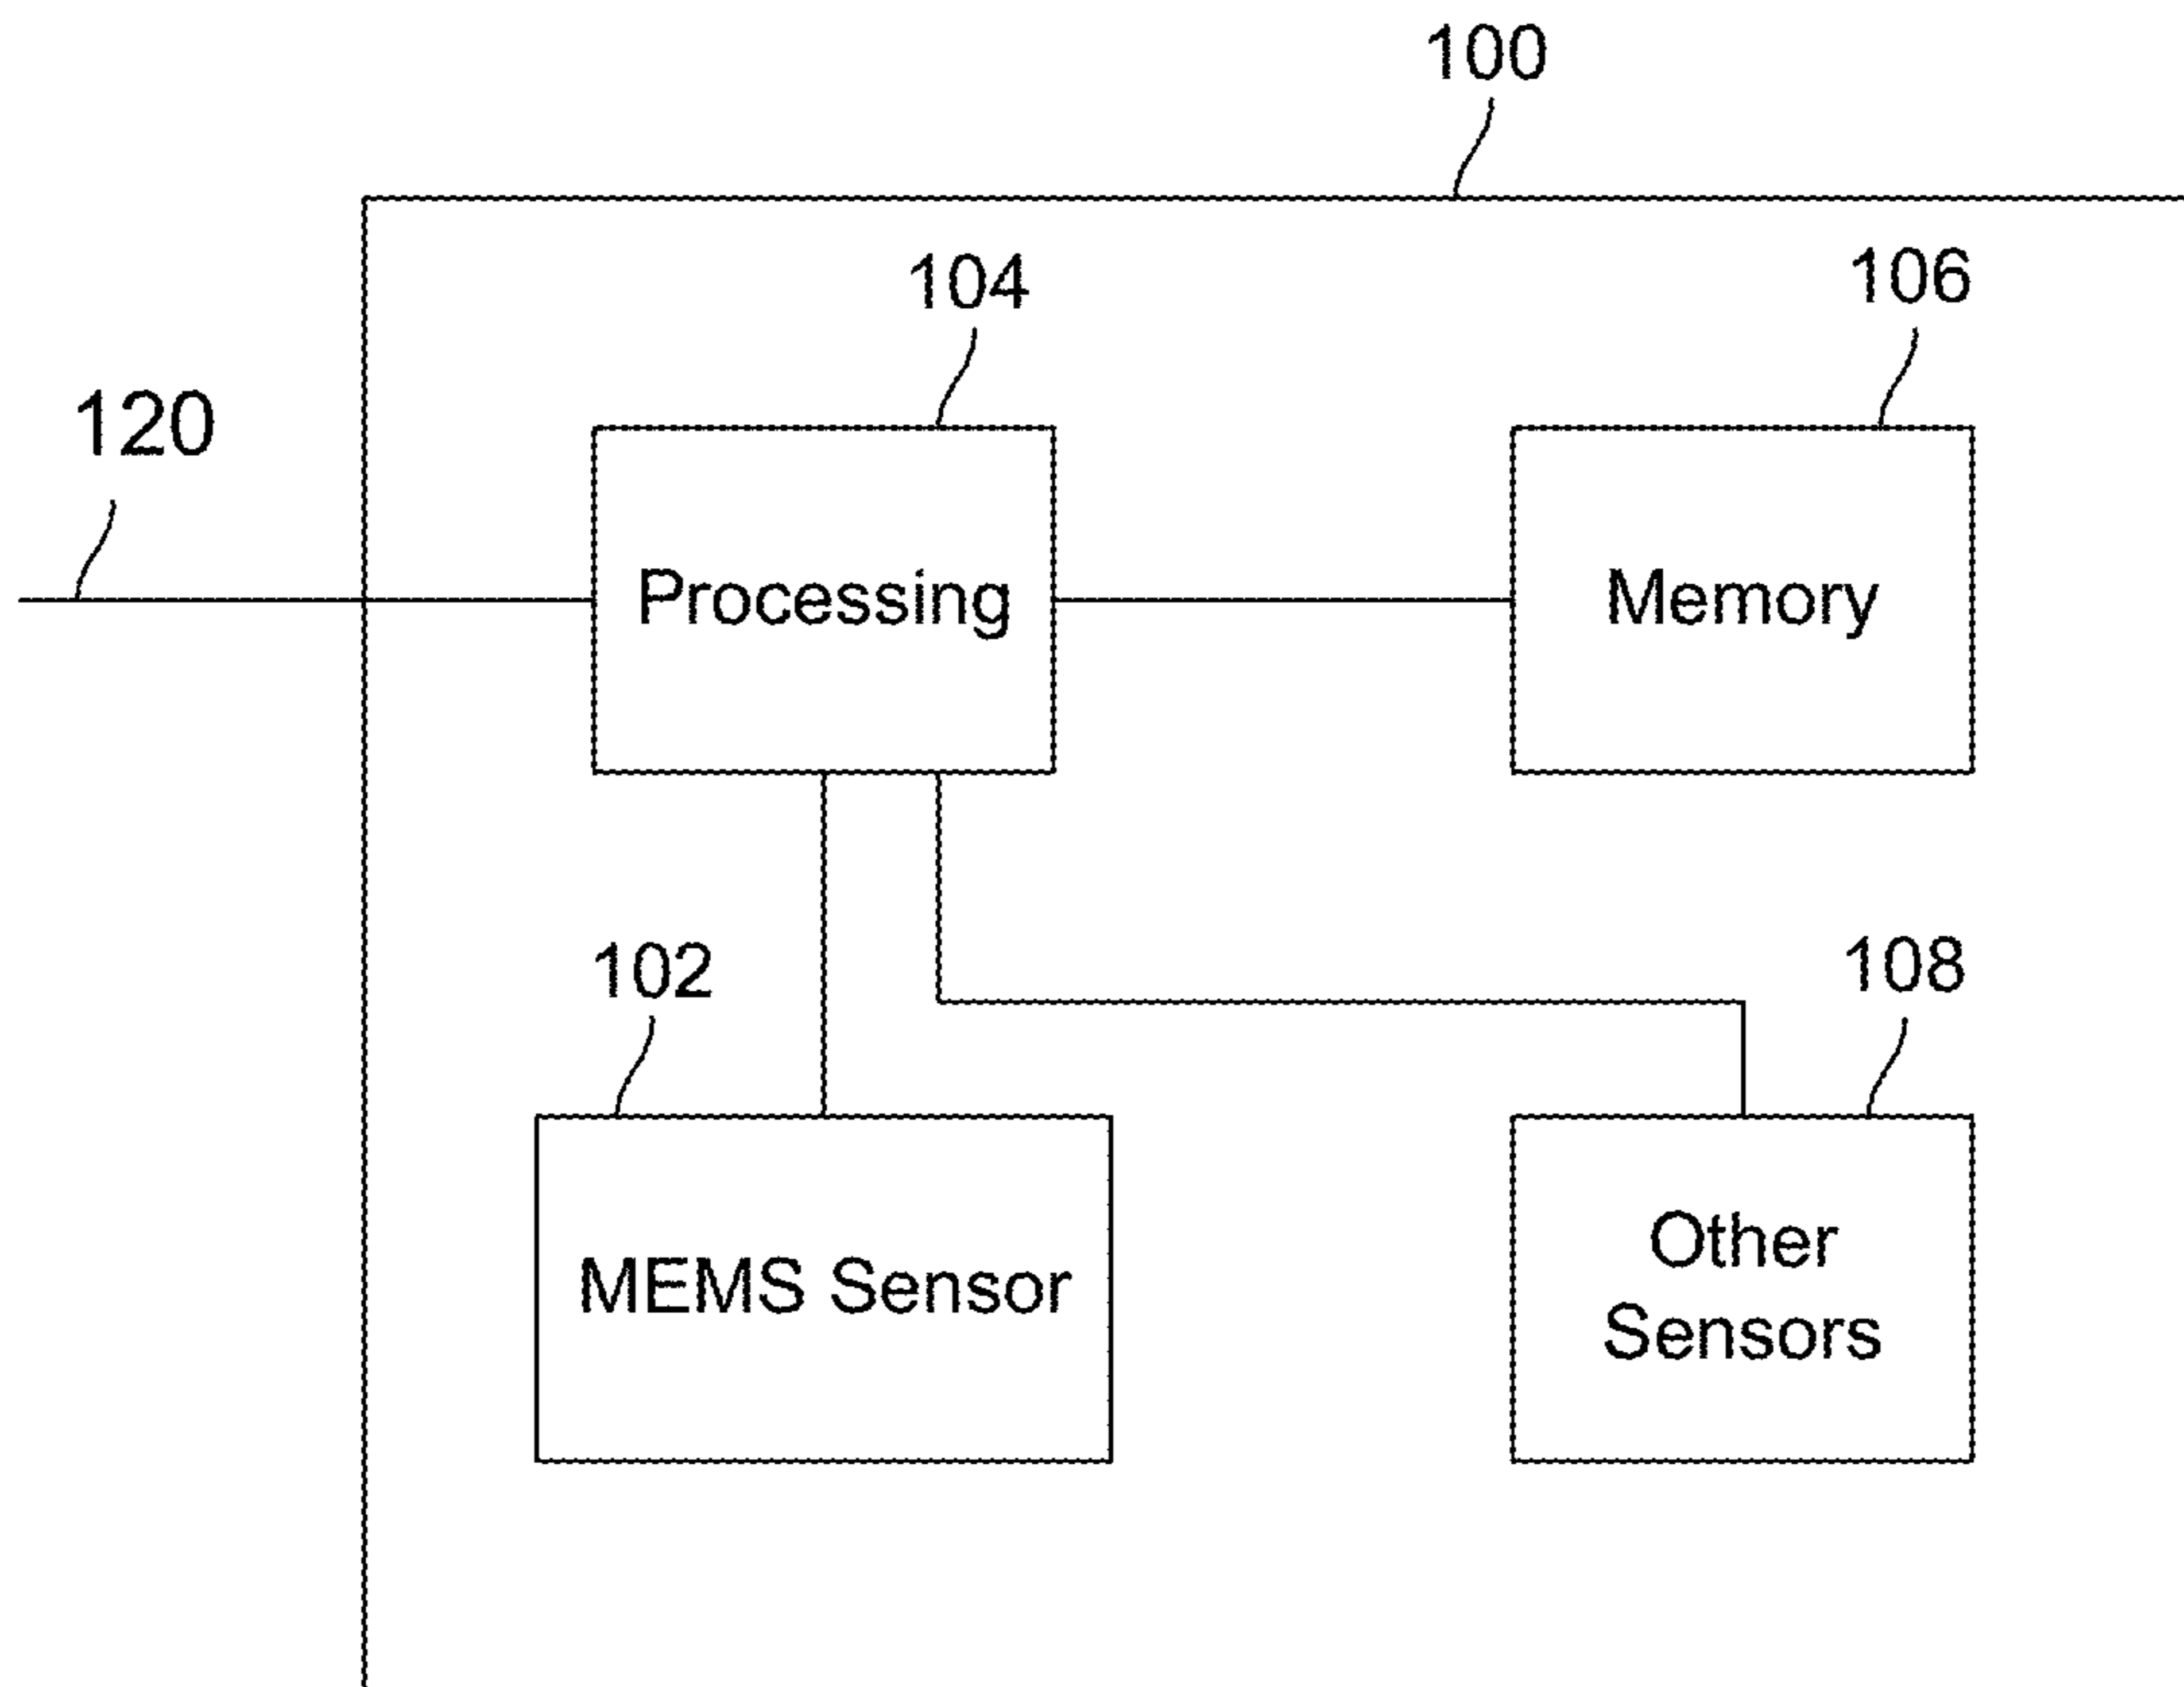 100
104
106
120
Processing
Memory
102
108
MEMS Sensor
Other
Sensors